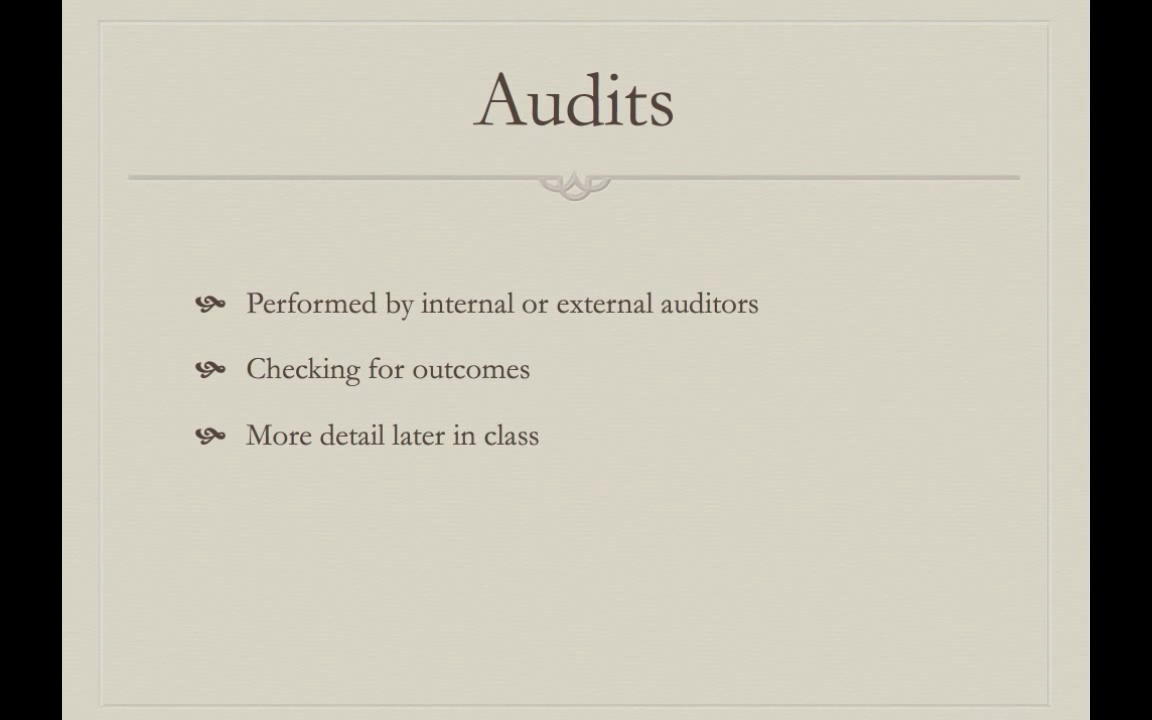 Audits
Performed by internal or external auditors
Checking for outcomes
More detail later in class